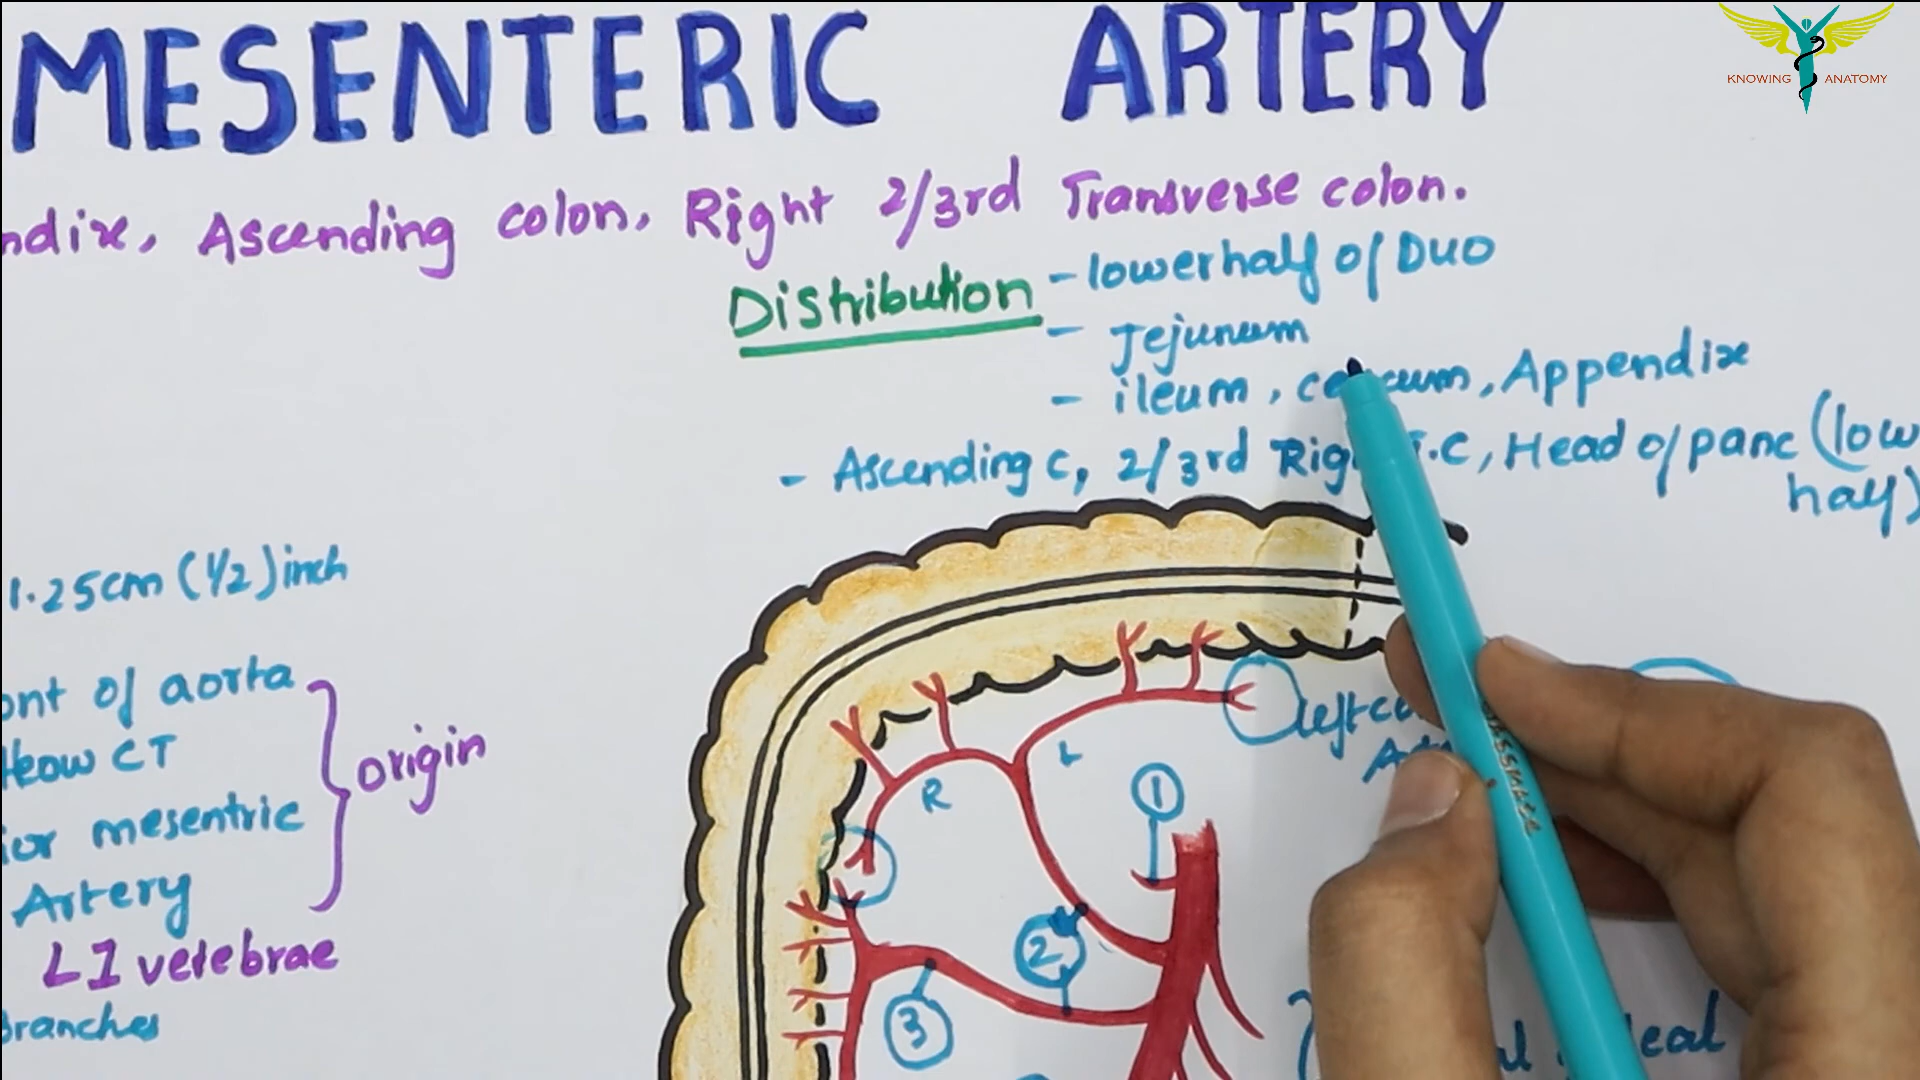 MESENTERIC ARTERY
KNOWING ANATOMY
ndix, Ascending colon, Right 2/3rd Transverse colon.
Distribution
- lowerhalf of Duo
- Jejunum
- ileum, Appendix
- Ascending C, 2/3rd Head of panc (low
half)
1.25cm (1/2) inch
ont of aorta
CT
ior mesentric
Artery
origin
L1 vetebrae
Branches
left
R
L
1
2
3